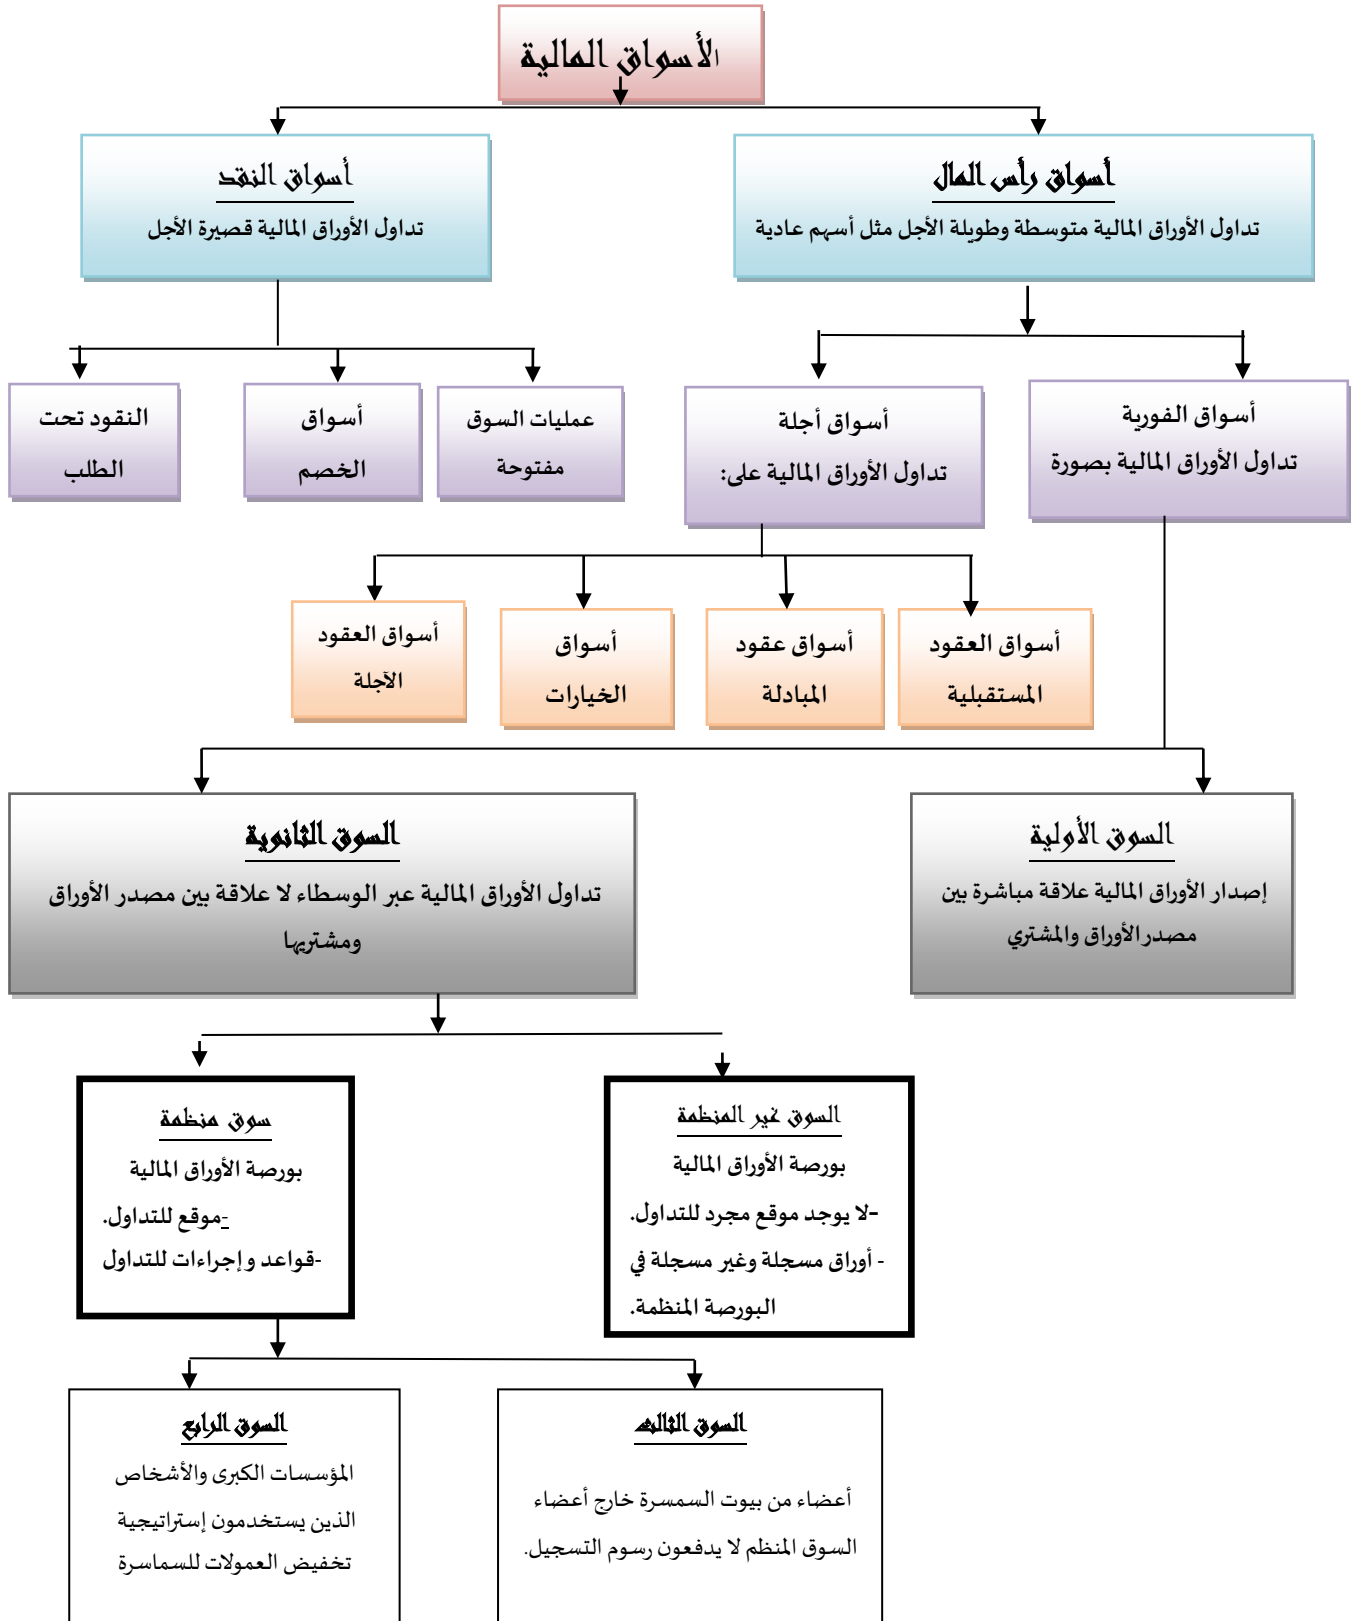 الأسواق المالية
أسواق رأس المال
تداول الأوراق المالية متوسطة وطويلة الأجل مثل أسهم عادية
أسواق النقد
تداول الأوراق المالية قصيرة الأجل
أسواق الفورية
تداول الأوراق المالية بصورة
أسواق أجلة
تداول الأوراق المالية على:
عمليات السوق
مفتوحة
أسواق
الخصم
النقود تحت
الطلب
أسواق العقود
المستقبلية
أسواق عقود
المبادلة
أسواق
الخيارات
أسواق العقود
الآجلة
السوق الأولية
إصدار الأوراق المالية علاقة مباشرة بين
مصدر الأوراق والمشتري
السوق الثانوية
تداول الأوراق المالية عبر الوسطاء لا علاقة بين مصدر الأوراق
ومشتريها
السوق غير المنظمة
بورصة الأوراق المالية
-لا يوجد موقع مجرد للتداول.
- أوراق مسجلة وغير مسجلة في
البورصة المنظمة.
سوق منظمة
بورصة الأوراق المالية
-موقع للتداول.
-قواعد وإجراءات للتداول
السوق الثالث
أعضاء من بيوت السمسرة خارج أعضاء
السوق المنظم لا يدفعون رسوم التسجيل.
السوق الرابع
المؤسسات الكبرى والأشخاص
الذين يستخدمون إستراتيجية
تخفيض العمولات للسماسرة